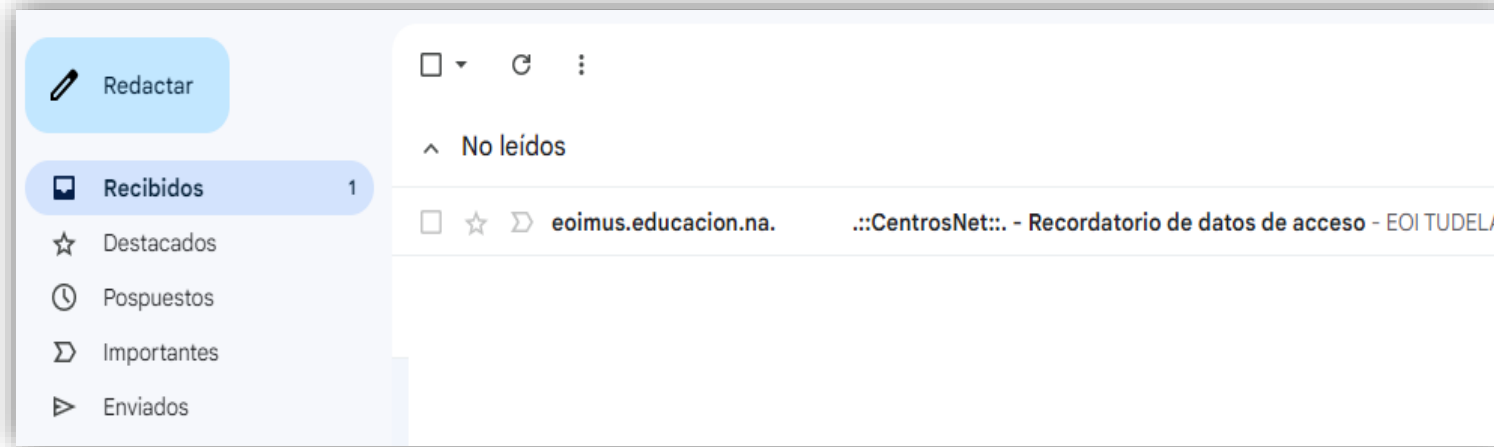 Redactar
No leídos
Recibidos 1
eoimus.educacion.na. .::CentrosNet::. - Recordatorio de datos de acceso - EOI TUDELA
Destacados
Pospuestos
Importantes
Enviados